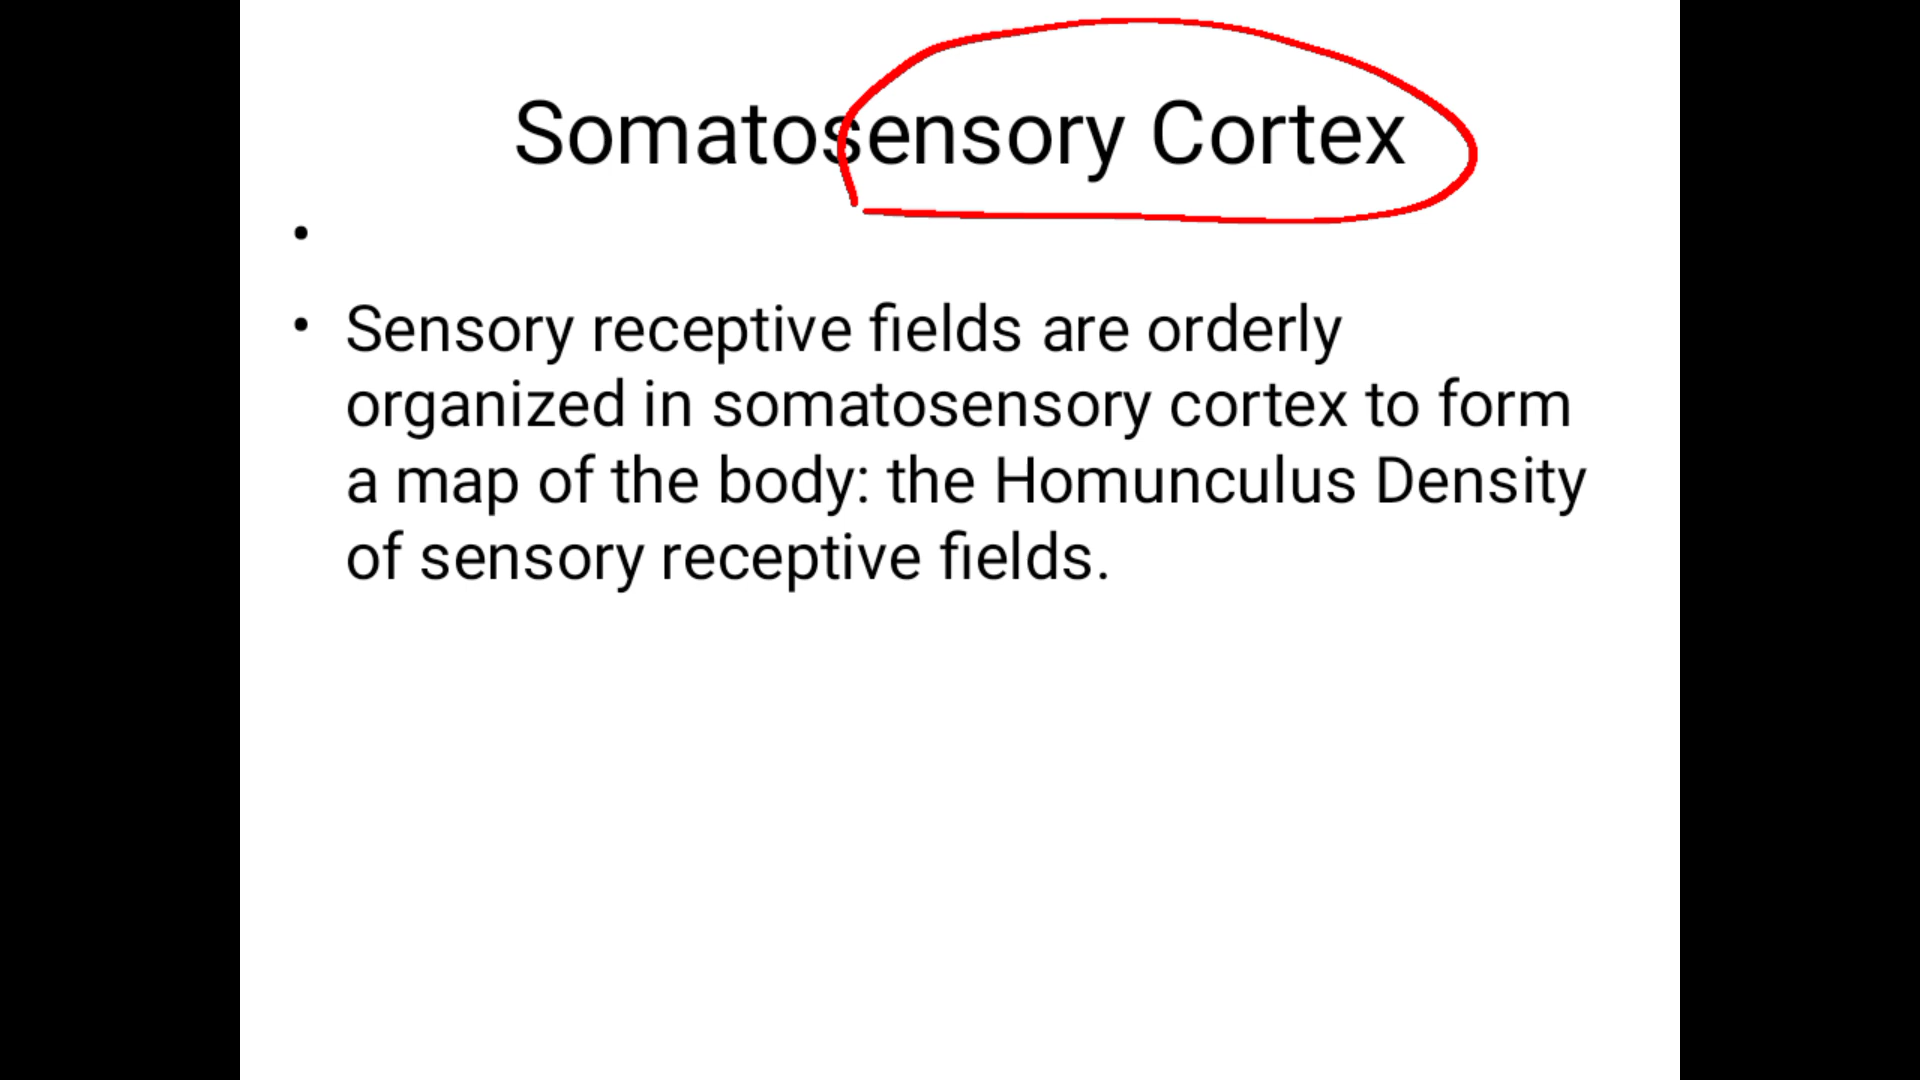 Somatosensory Cortex
•
• Sensory receptive fields are orderly
organized in somatosensory cortex to form
a map of the body: the Homunculus Density
of sensory receptive fields.